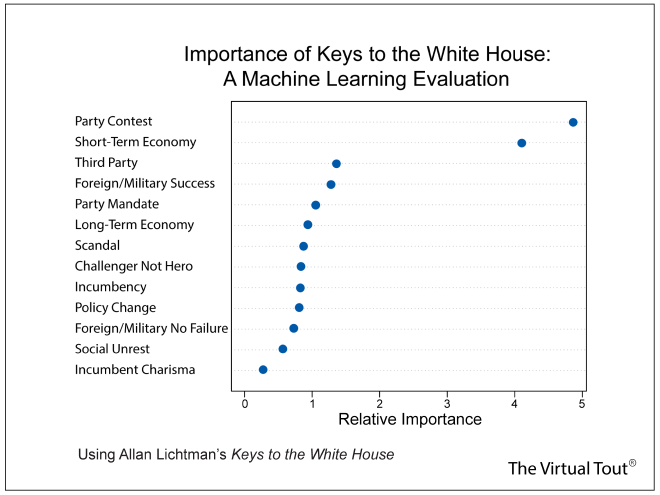 Importance of Keys to the White House:
A Machine Learning Evaluation
Party Contest
Short-Term Economy
Third Party
Foreign/Military Success
Party Mandate
Long-Term Economy
Scandal
Challenger Not Hero
Incumbency
Policy Change
Foreign/Military No Failure
Social Unrest
Incumbent Charisma
0 1 2 3 4 5
Relative Importance
Using Allan Lichtman's Keys to the White House
The Virtual Tout®